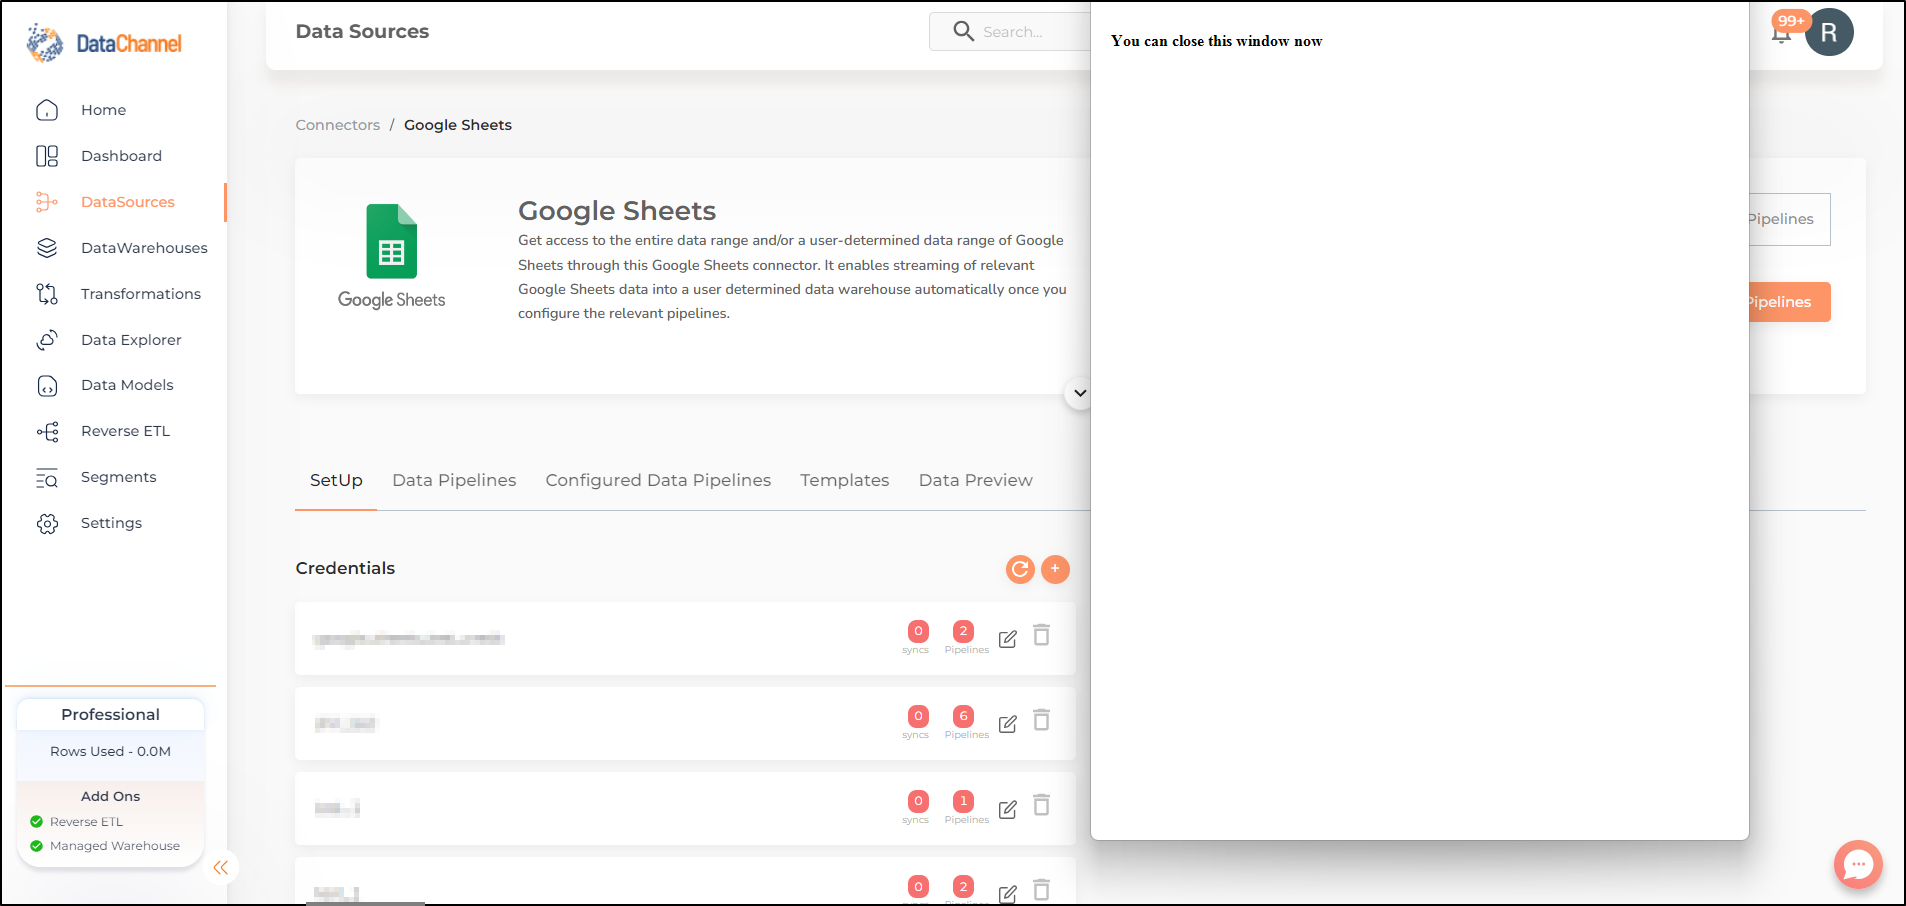 DataChannel
Home
Dashboard
DataSources
DataWarehouses
Transformations
Data Explorer
Data Models
Reverse ETL
Segments
Settings
Professional
Rows Used - 0.0M
Add Ons
Reverse ETL
Managed Warehouse
Data Sources
Search...
99+
R
Connectors / Google Sheets
Google Sheets
Google Sheets
Get access to the entire data range and/or a user-determined data range of Google
Sheets through this Google Sheets connector. It enables streaming of relevant
Google Sheets data into a user determined data warehouse automatically once you
configure the relevant pipelines.
Pipelines
Pipelines
SetUp Data Pipelines Configured Data Pipelines Templates Data Preview
Credentials
+
0 2
syncs Pipelines
0 6
syncs Pipelines
0 1
syncs Pipelines
0 2
syncs Pipelines
You can close this window now